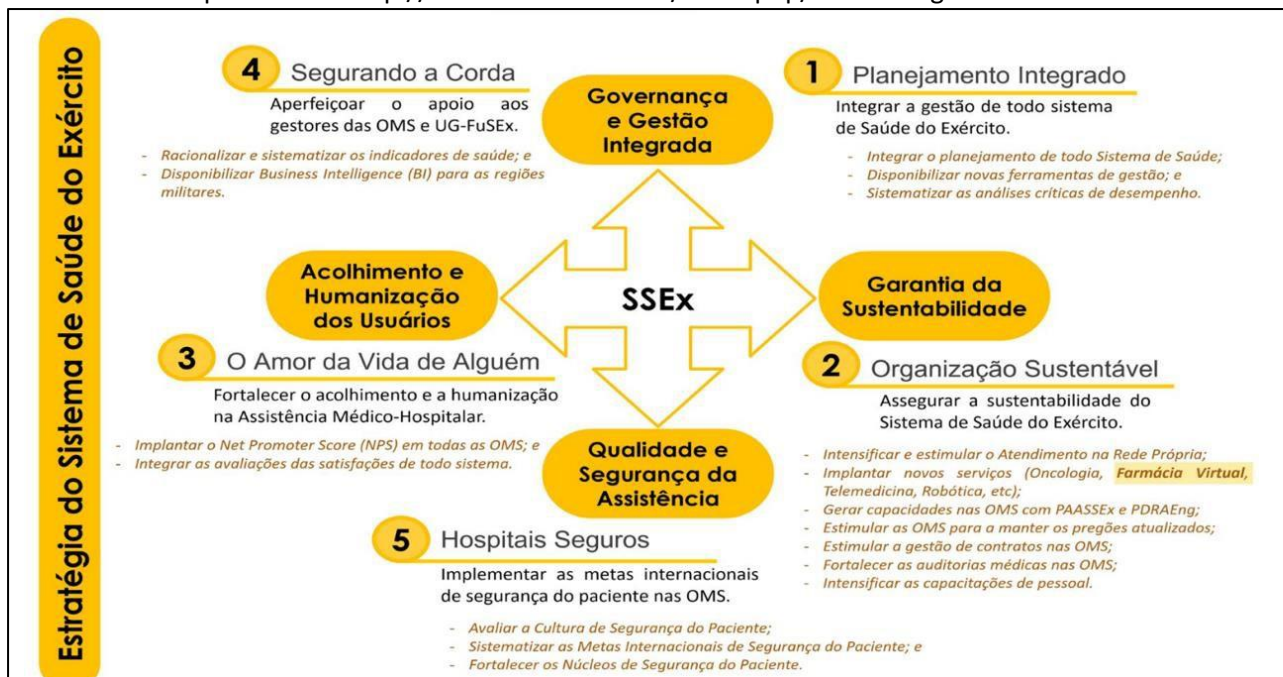 Estratégia do Sistema de Saúde do Exército
4 Segurando a Corda
Aperfeiçoar o apoio aos
gestores das OMS e UG-FuSEx.
- Racionalizar e sistematizar os indicadores de saúde; e
- Disponibilizar Business Intelligence (BI) para as regiões
militares.
Governança
e Gestão
Integrada
1 Planejamento Integrado
Integrar a gestão de todo sistema
de Saúde do Exército.
- Integrar o planejamento de todo Sistema de Saúde;
- Disponibilizar novas ferramentas de gestão; e
- Sistematizar as análises críticas de desempenho.
Acolhimento e
Humanização
dos Usuários
SSEx
Garantia da
Sustentabilidade
3 O Amor da Vida de Alguém
Fortalecer o acolhimento e a humanização
na Assistência Médico-Hospitalar.
- Implantar o Net Promoter Score (NPS) em todas as OMS; e
- Integrar as avaliações das satisfações de todo sistema.
Qualidade e
Segurança da
Assistência
2 Organização Sustentável
Assegurar a sustentabilidade do
Sistema de Saúde do Exército.
- Intensificar e estimular o Atendimento na Rede Própria;
- Implantar novos serviços (Oncologia, Farmácia Virtual,
Telemedicina, Robótica, etc);
- Gerar capacidades nas OMS com PAASSEx e PDRAEng;
- Estimular as OMS para a manter os pregões atualizados;
- Estimular a gestão de contratos nas OMS;
- Fortalecer as auditorias médicas nas OMS;
- Intensificar as capacitações de pessoal.
5 Hospitais Seguros
Implementar as metas internacionais
de segurança do paciente nas OMS.
- Avaliar a Cultura de Segurança do Paciente;
- Sistematizar as Metas Internacionais de Segurança do Paciente; e
- Fortalecer os Núcleos de Segurança do Paciente.